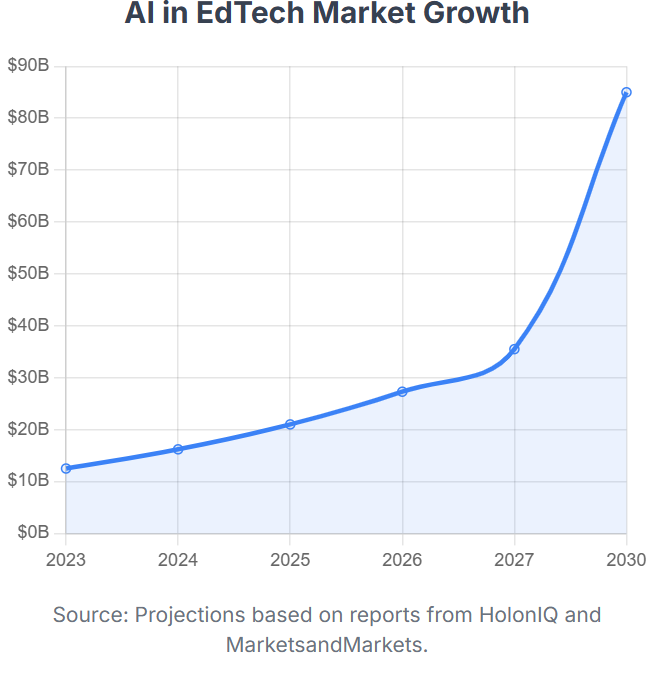 AI in EdTech Market Growth
$90B
$80B
$70B
$60B
$50B
$40B
$30B
$20B
$10B
$0B
2023 2024 2025 2026 2027 2030
Source: Projections based on reports from HolonIQ and
MarketsandMarkets.